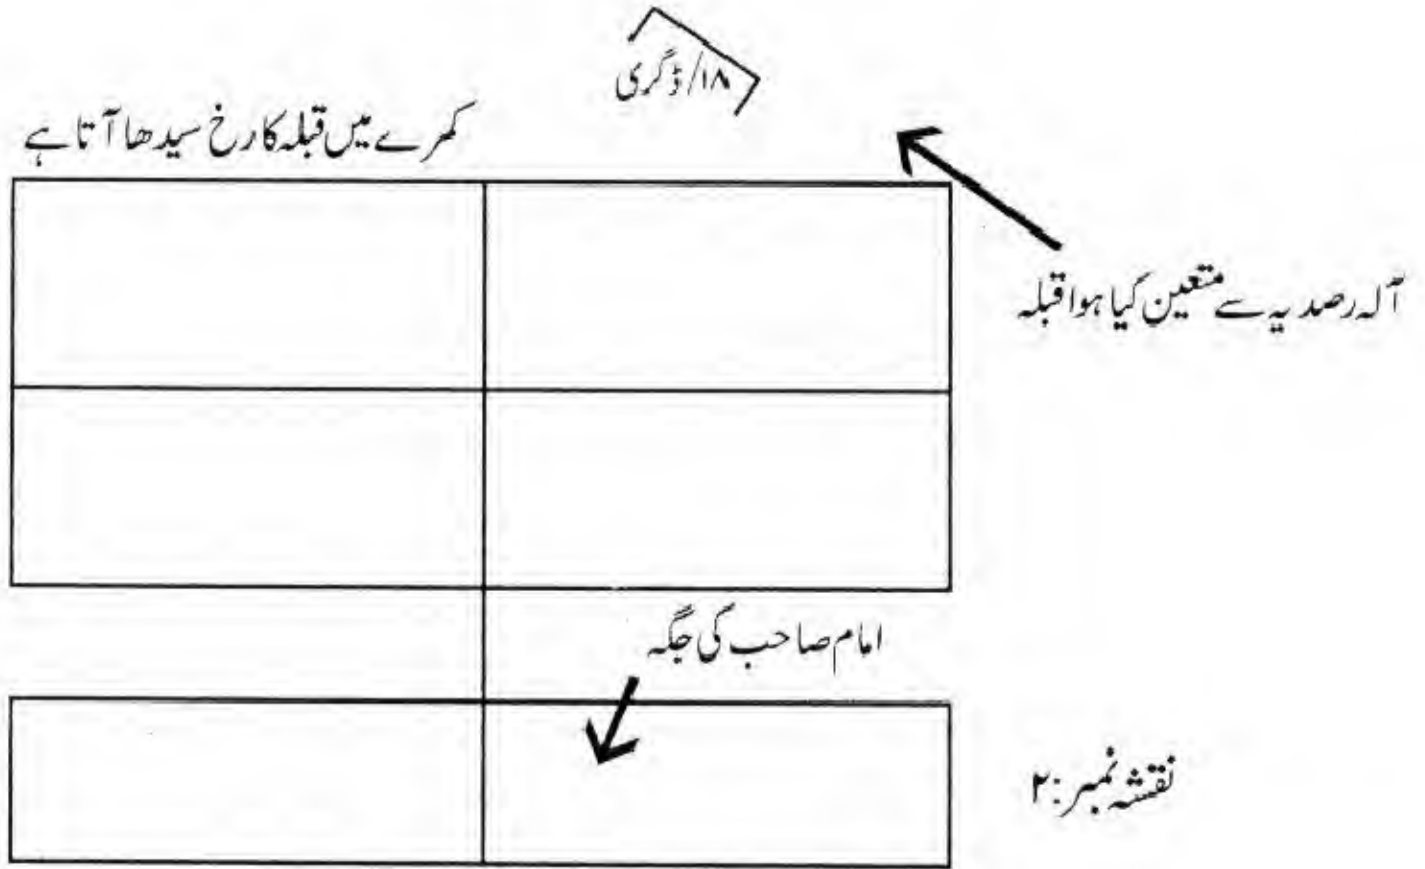 ۱۸/ڈگری
کمرے میں قبلہ کا رخ سیدھا آتا ہے
آلہ رصدیہ سے متعین کیا ہوا قبلہ
امام صاحب کی جگہ
نقشہ نمبر:۲